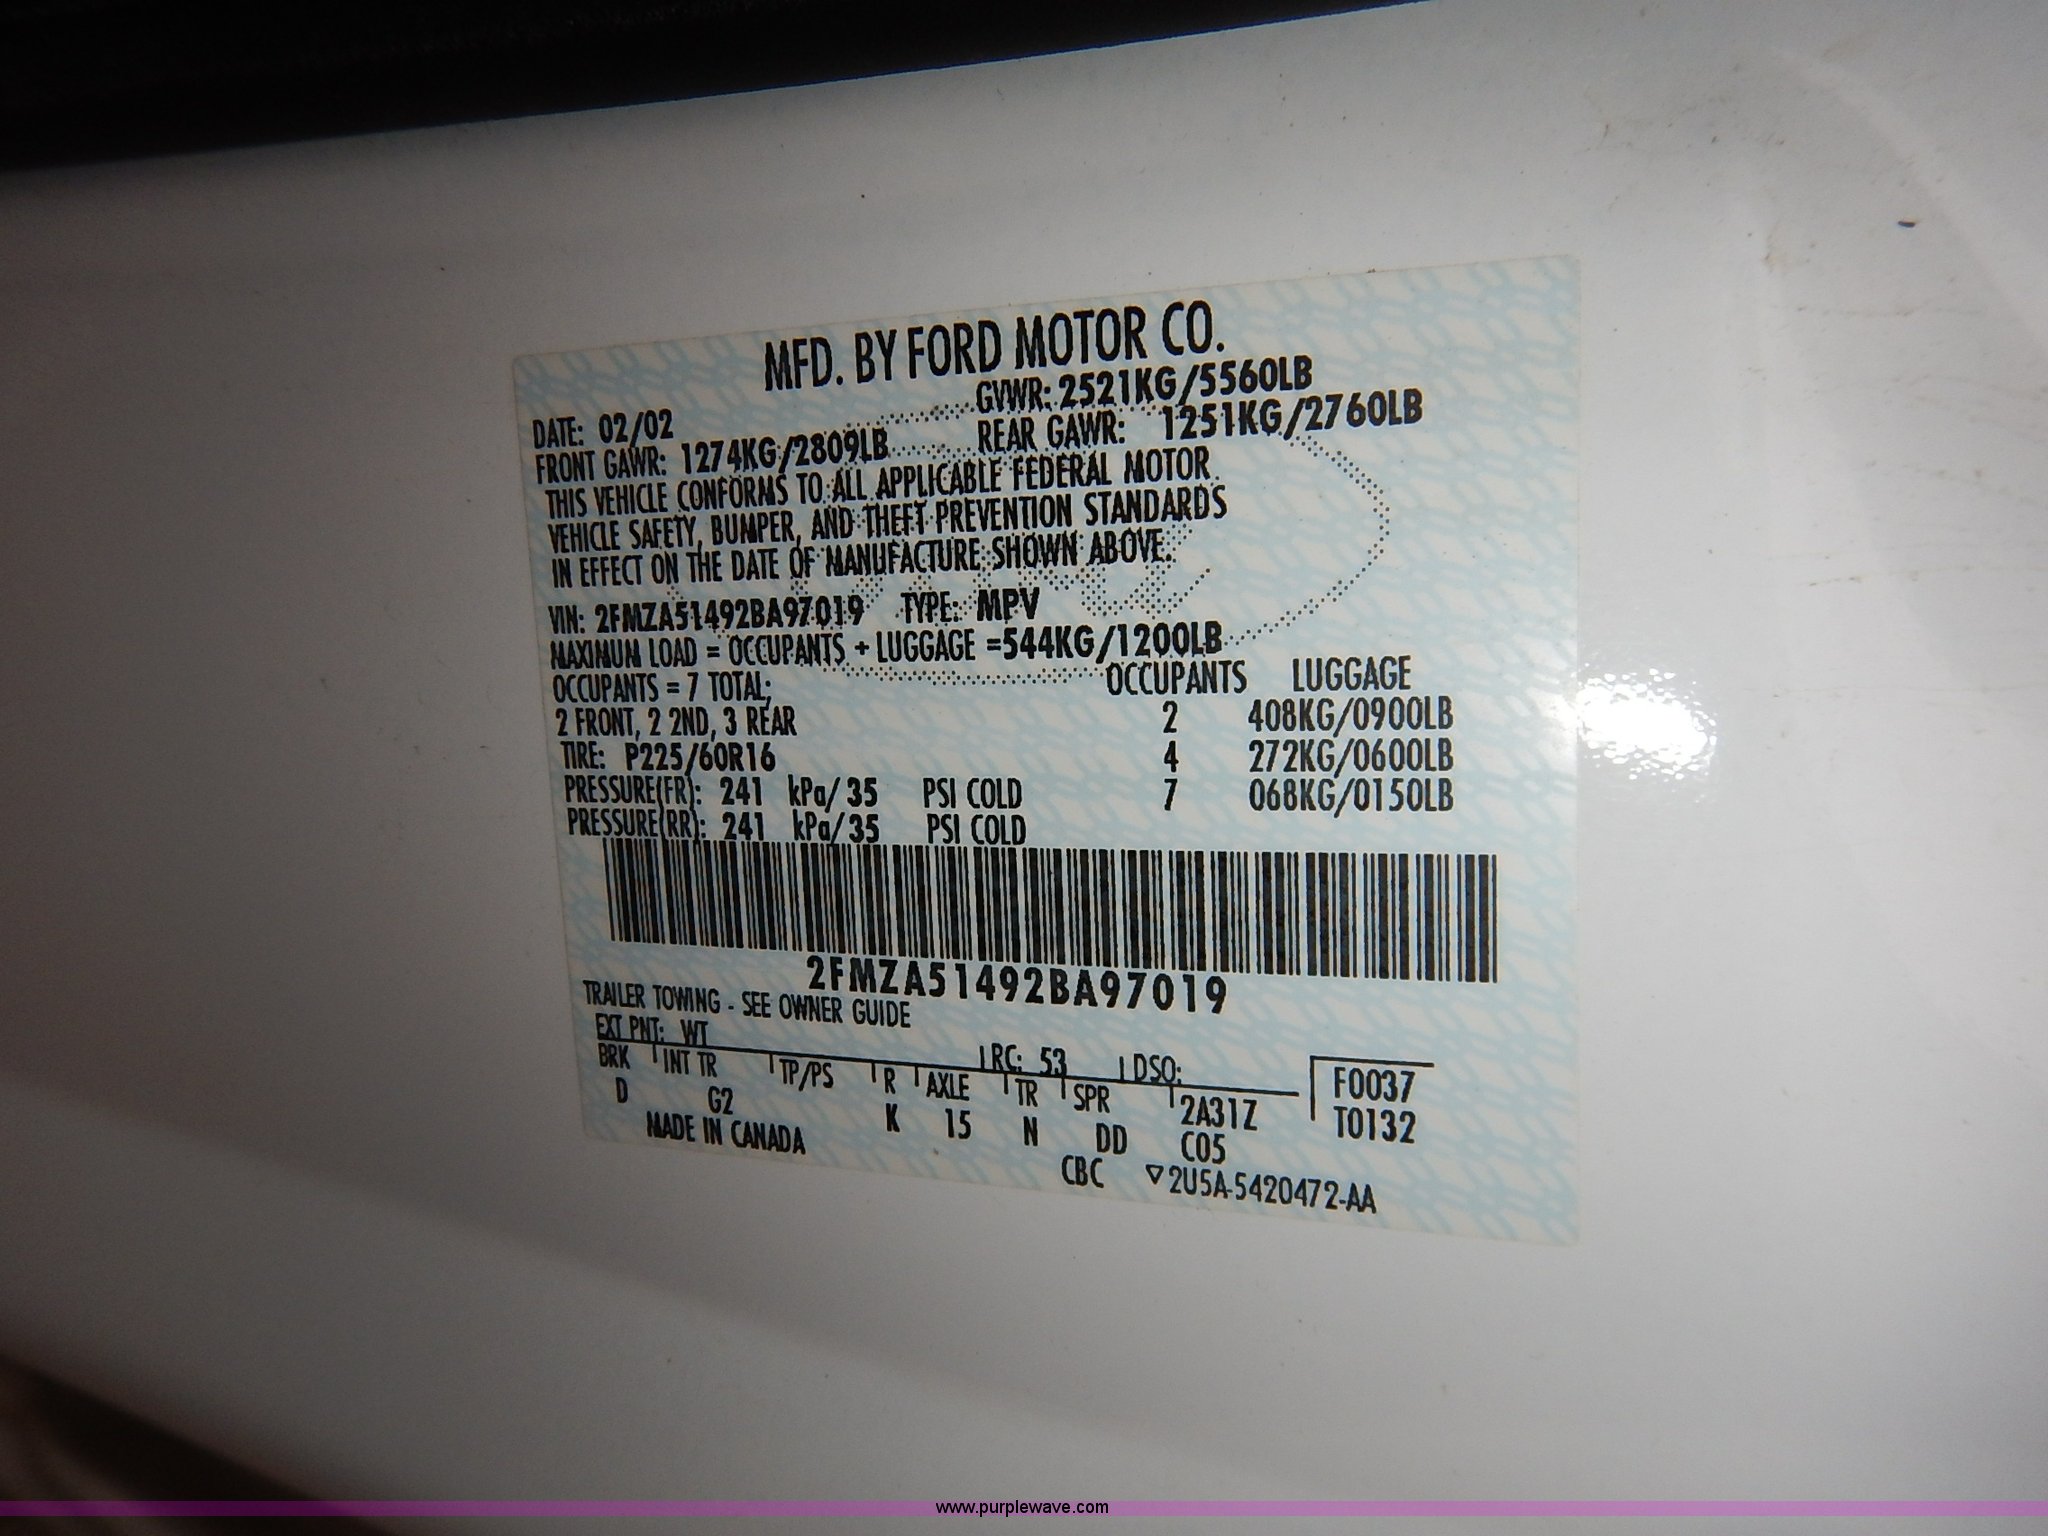 MFD. BY FORD MOTOR CO.
DATE: 02/02 GVWR: 2521KG/5560LB
FRONT GAWR: 1274KG/2809LB REAR GAWR: 1251KG/2760LB
THIS VEHICLE CONFORMS TO ALL APPLICABLE FEDERAL MOTOR
VEHICLE SAFETY, BUMPER, AND THEFT PREVENTION STANDARDS
IN EFFECT ON THE DATE OF MANUFACTURE SHOWN ABOVE.
VIN: 2FMZA51492BA97019 TYPE: MPV
MAXIMUM LOAD = OCCUPANTS + LUGGAGE =544KG/1200LB
OCCUPANTS = 7 TOTAL; OCCUPANTS LUGGAGE
2 FRONT, 2 2ND, 3 REAR 2 408KG/0900LB
TIRE: P225/60R16 4 272KG/0600LB
PRESSURE(FR): 241 kPa/ 35 PSI COLD 7 068KG/0150LB
PRESSURE(RR): 241 kPa/35 PSI COLD
2FMZA51492BA97019
TRAILER TOWING - SEE OWNER GUIDE
EXT PNT: WT RC: 53 DSO: F0037
BRK INT TR TP/PS R AXLE TR SPR 2A31Z T0132
D G2 K 15 N DD C05
MADE IN CANADA CBC ▽2U5A-5420472-AA
www.purplewave.com